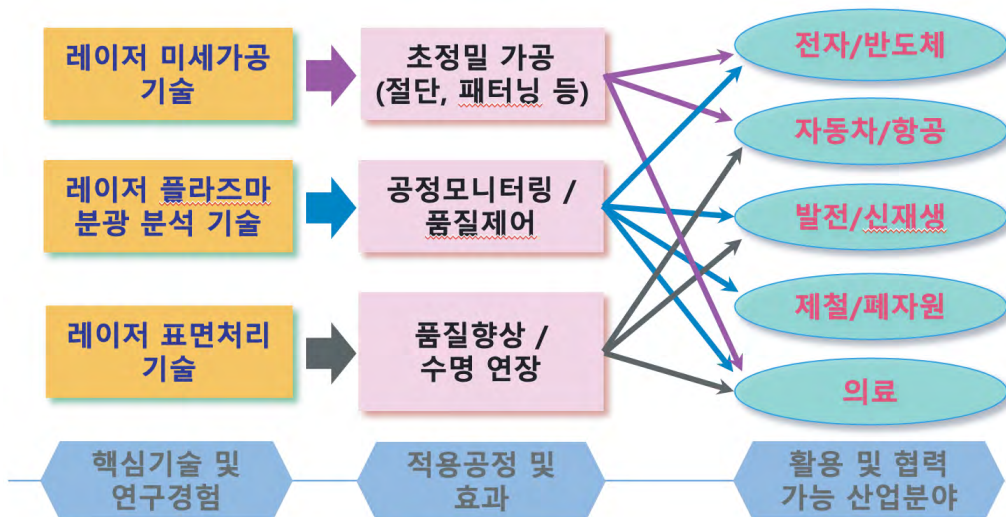 레이저 미세가공
기술
초정밀 가공
(절단, 패터닝 등)
전자/반도체
자동차/항공
레이저 플라즈마
분광 분석 기술
공정모니터링 /
품질제어
발전/신재생
제철/폐자원
레이저 표면처리
기술
품질향상 /
수명 연장
의료
핵심기술 및
연구경험
적용공정 및
효과
활용 및 협력
가능 산업분야